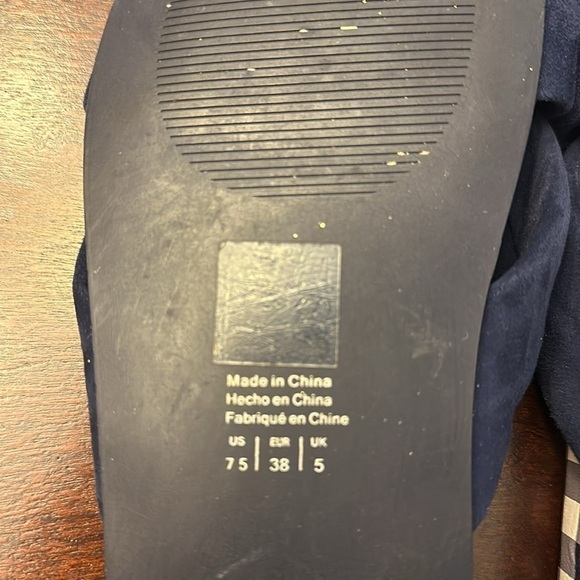 Made in China
Hecho en China
Fabriqué en Chine
US | EUR | UK
7 5 | 38 | 5